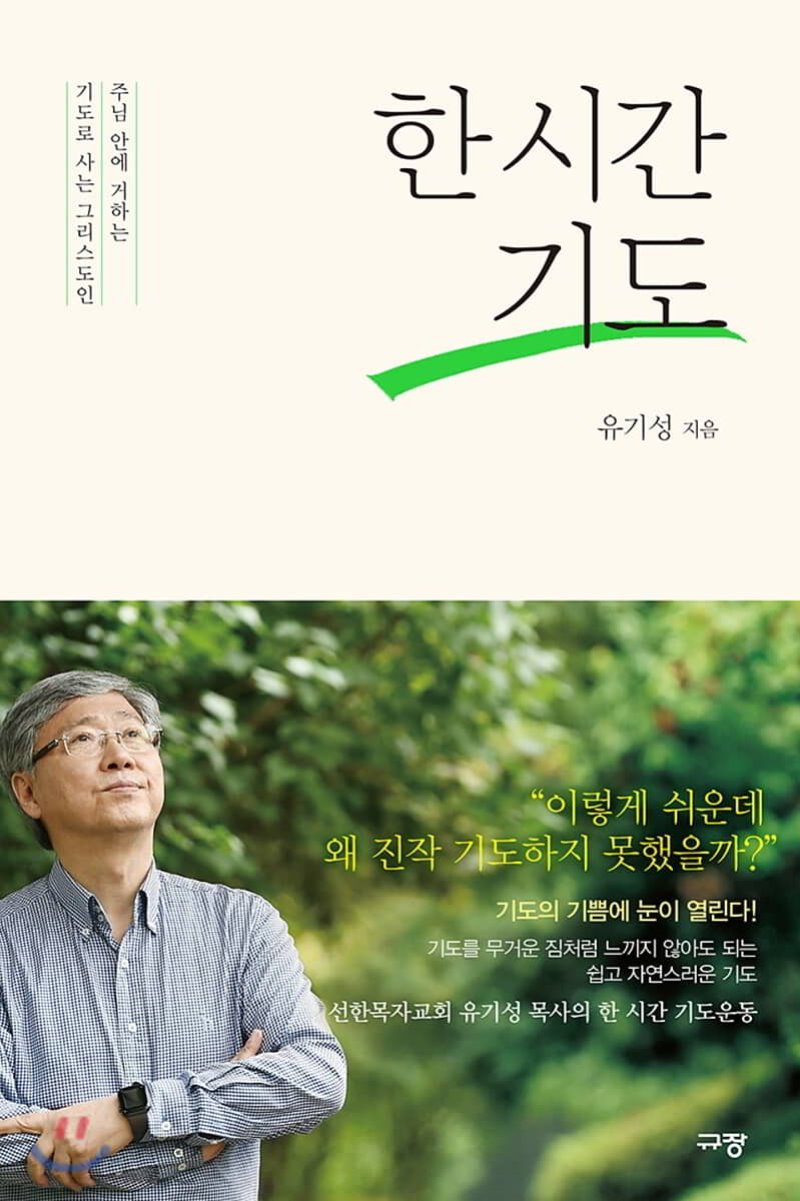 주님 안에 거하는
기도로 사는 그리스도인
한 시간
기도
유기성 지음
“이렇게 쉬운데
왜 진작 기도하지 못했을까?”
기도의 기쁨에 눈이 열린다!
기도를 무거운 짐처럼 느끼지 않아도 되는
쉽고 자연스러운 기도
선한목자교회 유기성 목사의 한 시간 기도운동
규장